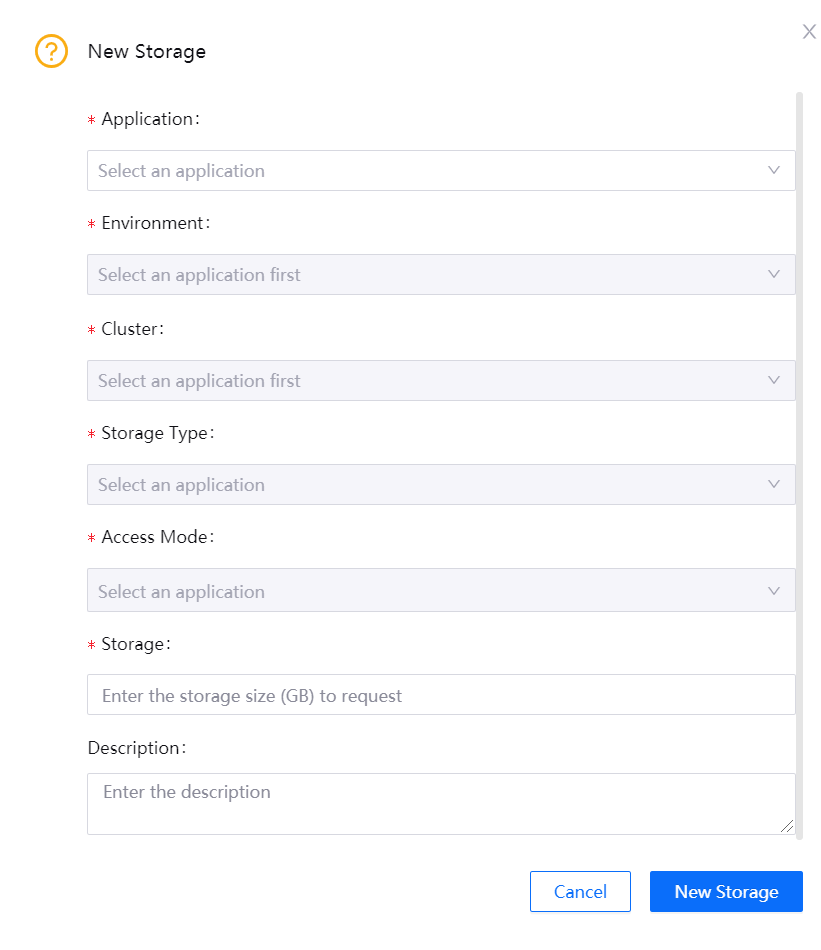 New Storage
* Application:
Select an application
* Environment:
Select an application first
* Cluster:
Select an application first
* Storage Type:
Select an application
* Access Mode:
Select an application
* Storage:
Enter the storage size (GB) to request
Description:
Enter the description
Cancel
New Storage